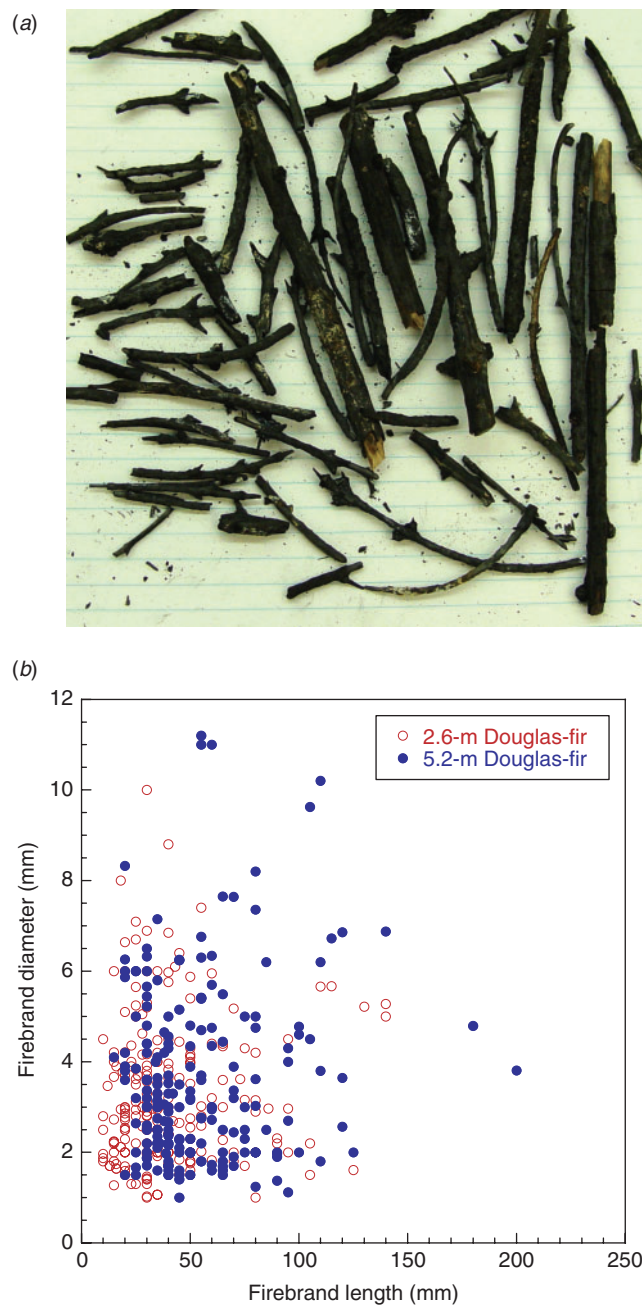 (a)
(b)
12
10
8
6
4
2
0
Firebrand diameter (mm)
2.6-m Douglas-fir
5.2-m Douglas-fir
0 50 100 150 200 250
Firebrand length (mm)